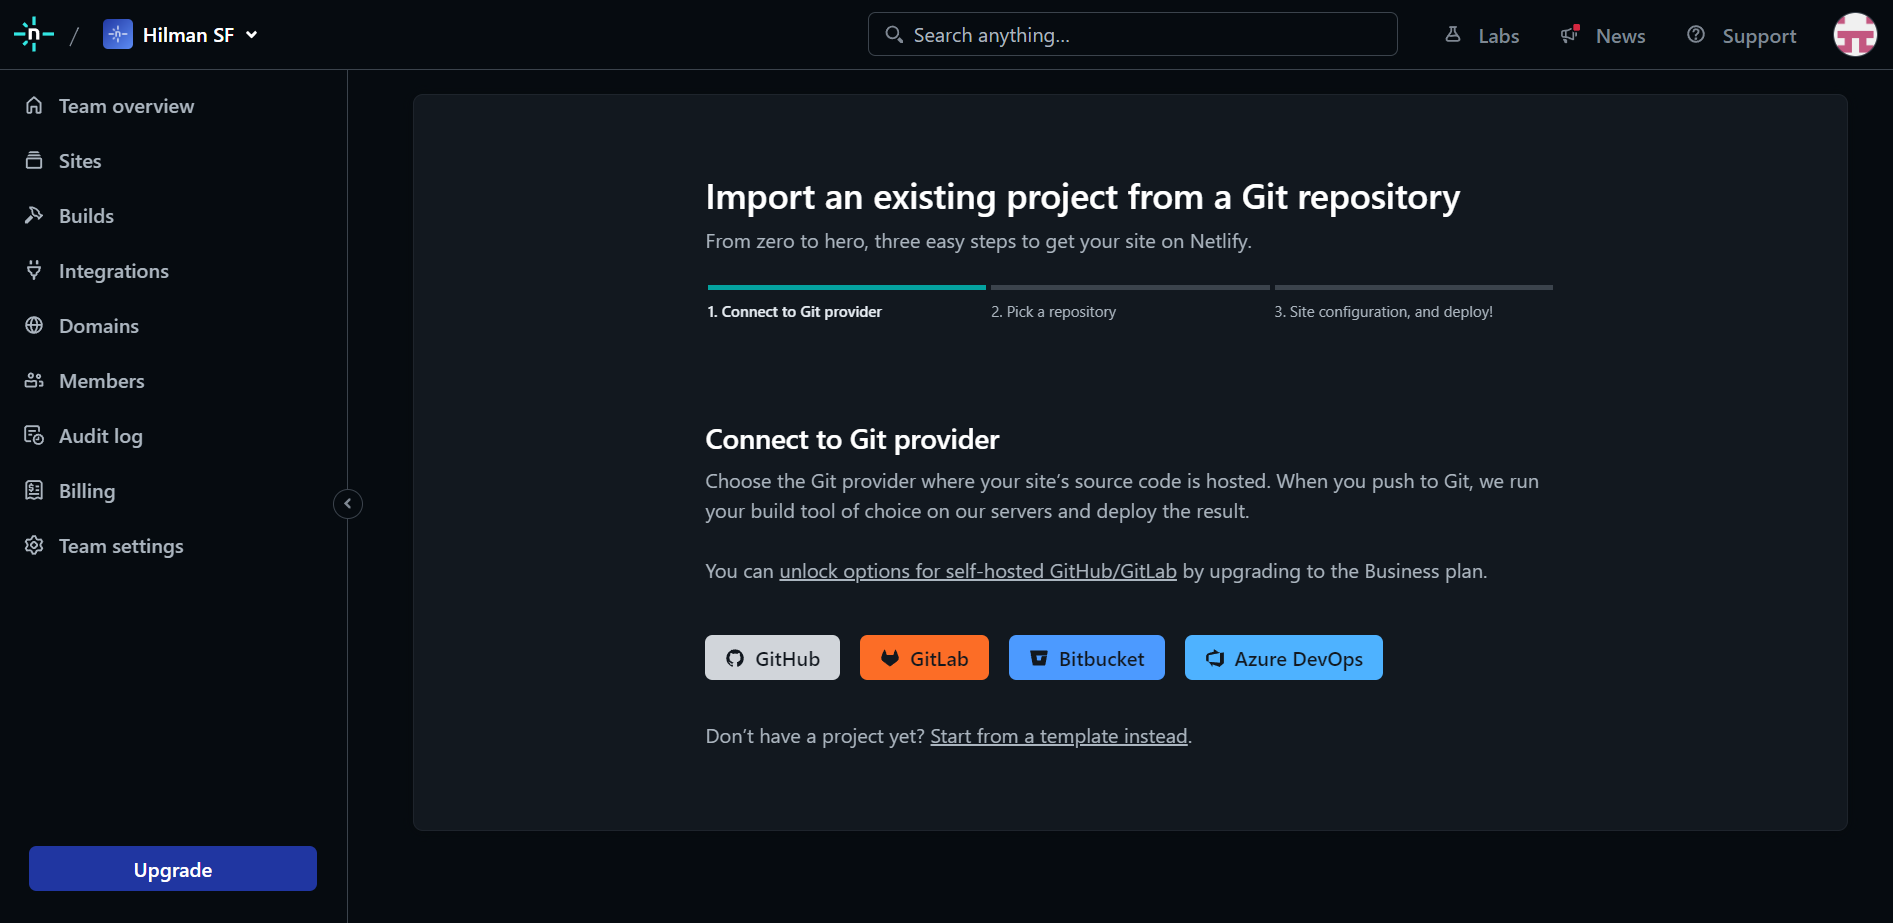 / Hilman SF
Search anything...
Labs
News
Support
Team overview
Sites
Builds
Integrations
Domains
Members
Audit log
Billing
Team settings
Upgrade
Import an existing project from a Git repository
From zero to hero, three easy steps to get your site on Netlify.
1. Connect to Git provider
2. Pick a repository
3. Site configuration, and deploy!
Connect to Git provider
Choose the Git provider where your site’s source code is hosted. When you push to Git, we run
your build tool of choice on our servers and deploy the result.
You can unlock options for self-hosted GitHub/GitLab by upgrading to the Business plan.
GitHub
GitLab
Bitbucket
Azure DevOps
Don’t have a project yet? Start from a template instead.